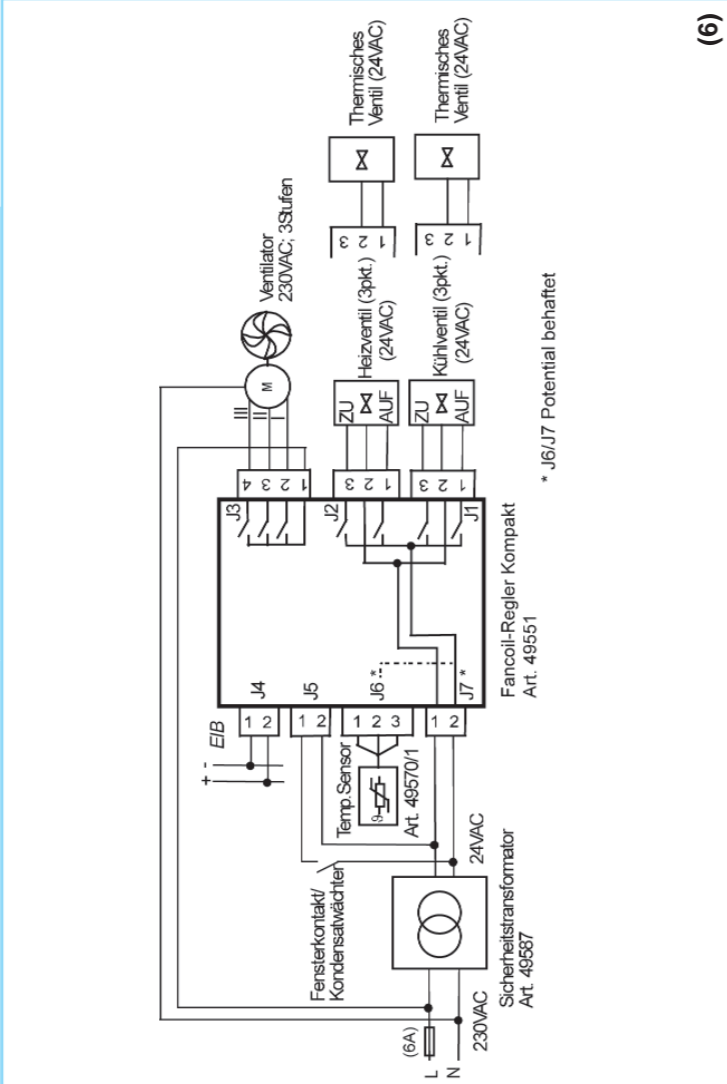 (6)
Ventilator
230VAC; 3Stufen
M
III
II
I
Thermisches
Ventil (24VAC)
Thermisches
Ventil (24VAC)
3
2
1
3
2
1
Heizventil (3pkt.)
(24VAC)
Kühlventil (3pkt.)
(24VAC)
ZU
AUF
ZU
AUF
4
3
2
1
3
2
1
3
2
1
J3
J2
J1
* J6/J7 Potential behaftet
Fancoil-Regler Kompakt
Art. 49551
J4
J5
J6 *
J7 *
EIB
+ -
1 2
1 2
1 2 3
1 2
Temp.Sensor
ϑ
Art. 49570/1
Fensterkontakt/
Kondensatwächter
24VAC
Sicherheitstransformator
Art. 49587
230VAC
(6A)
L
N